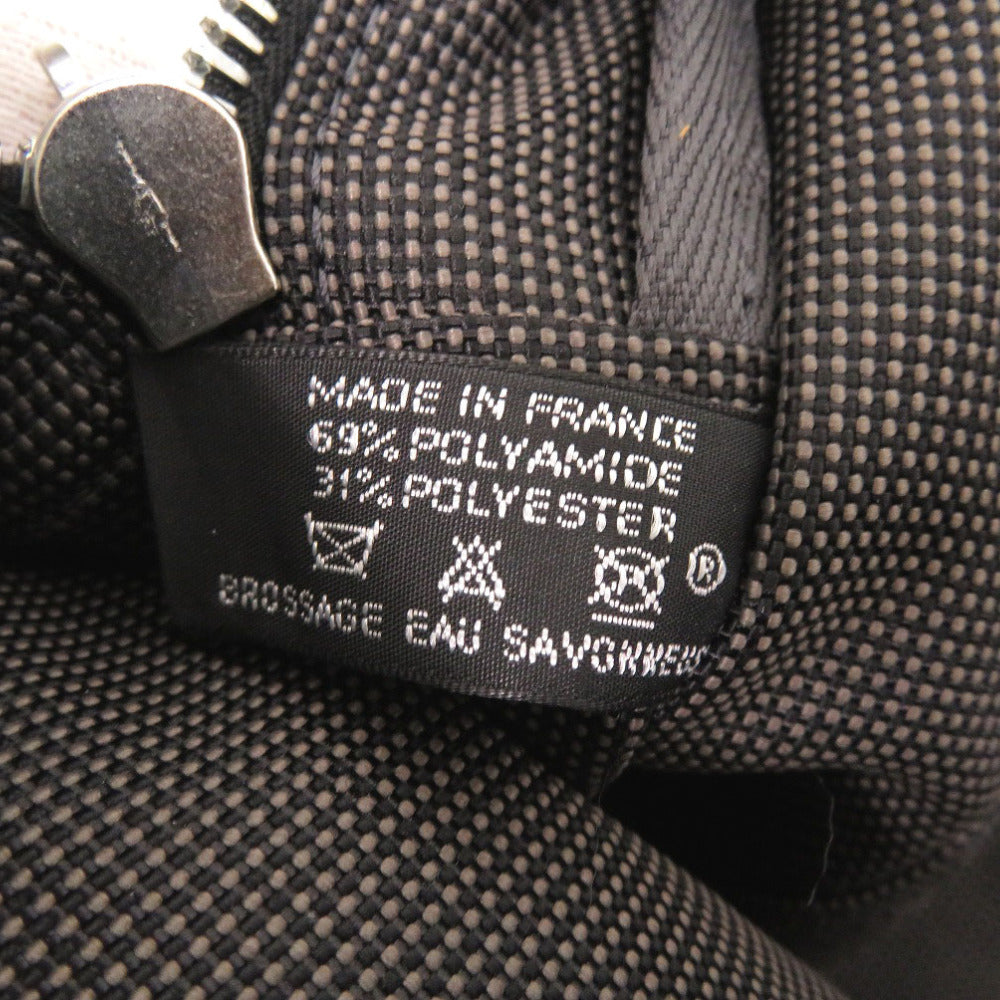 MADE IN FRANCE
69% POLYAMIDE
31% POLYESTER
P ®
BROSSAGE EAU SAVONNEUSE